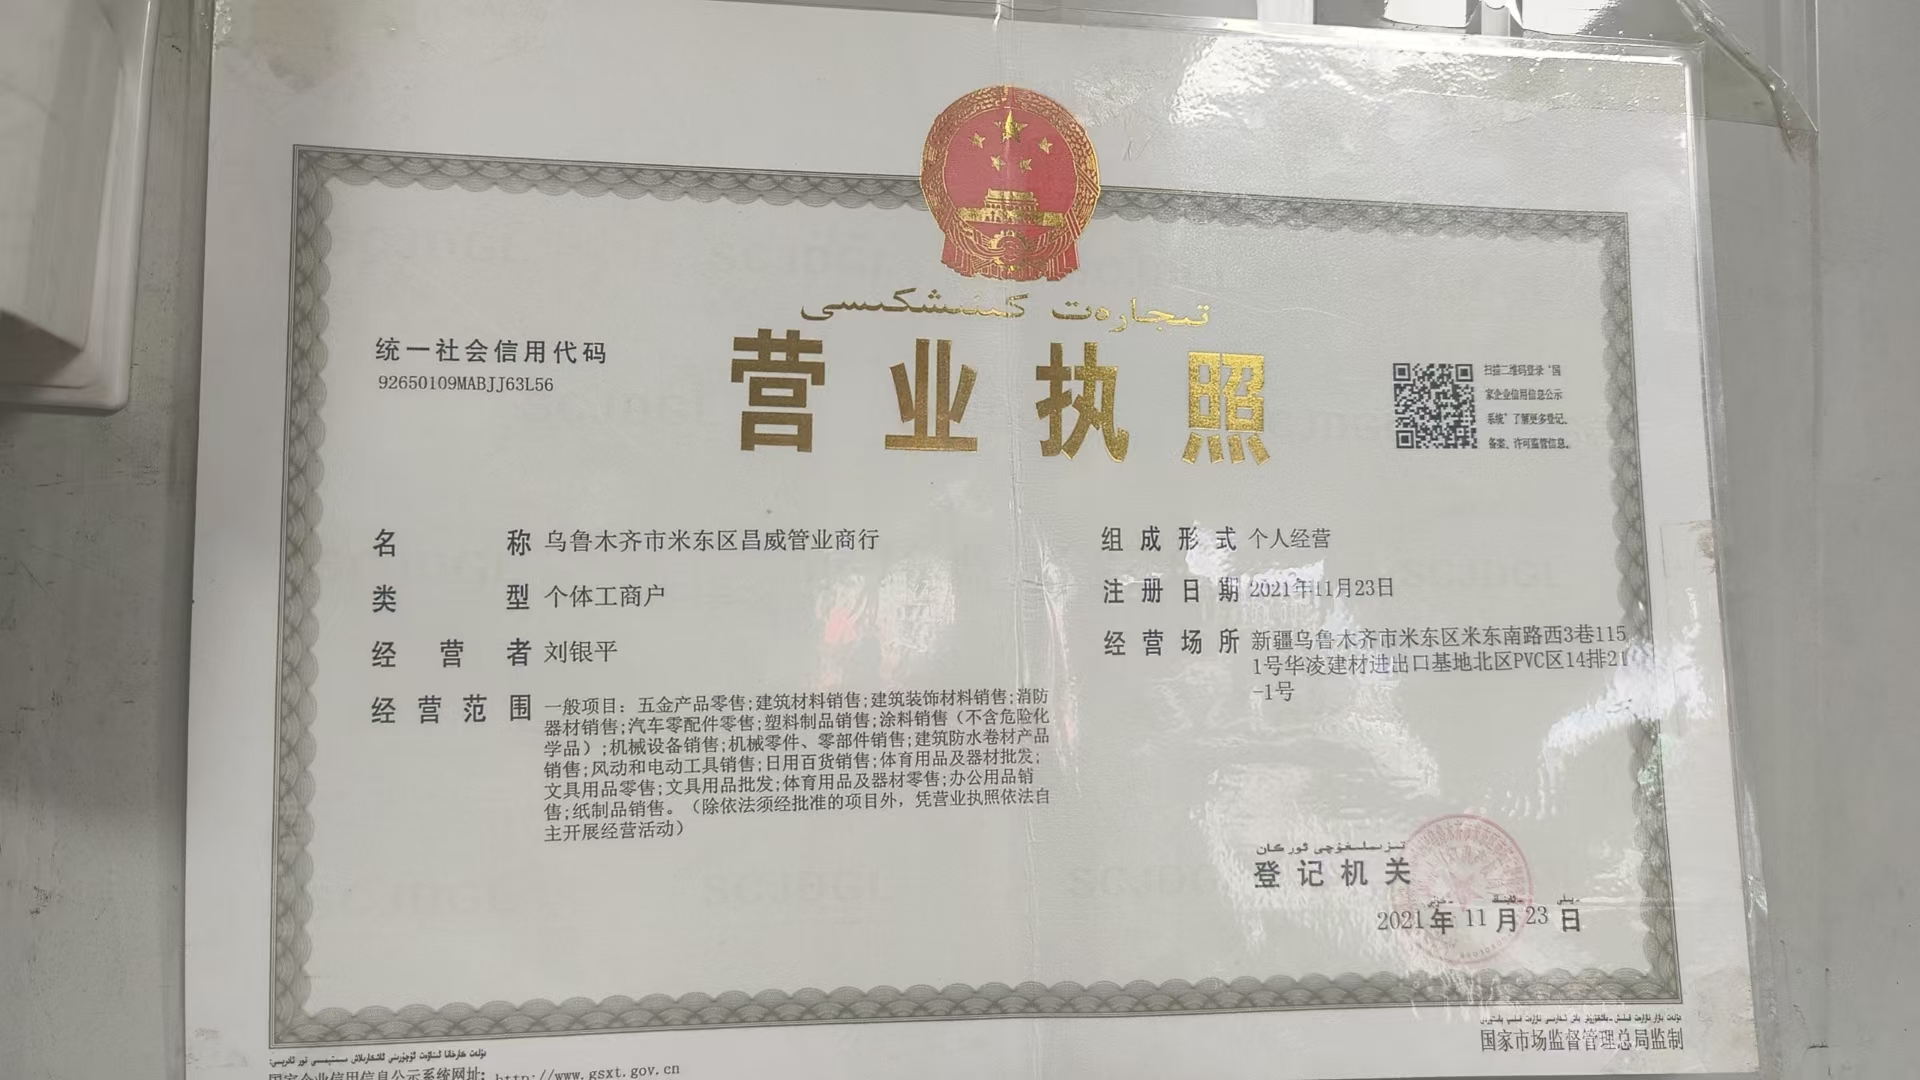 تىجارەت كىنىشكىسى
营业执照
统一社会信用代码
92650109MABJJ63L56
扫描二维码登录‘国
家企业信用信息公示
系统’了解更多登记、
备案、许可监管信息。
名称 乌鲁木齐市米东区昌威管业商行
类型 个体工商户
经营者 刘银平
经营范围 一般项目：五金产品零售;建筑材料销售;建筑装饰材料销售;消防
器材销售;汽车零配件零售;塑料制品销售;涂料销售（不含危险化
学品）;机械设备销售;机械零件、零部件销售;建筑防水卷材产品
销售;风动和电动工具销售;日用百货销售;体育用品及器材批发;
文具用品零售;文具用品批发;体育用品及器材零售;办公用品销
售;纸制品销售。（除依法须经批准的项目外，凭营业执照依法自
主开展经营活动）
组成形式 个人经营
注册日期 2021年11月23日
经营场所 新疆乌鲁木齐市米东区米东南路西3巷115
1号华凌建材进出口基地北区PVC区14排21
-1号
تىزىملىغۇچى ئورگان
登记机关
2021年11月23日
国家企业信用信息公示系统网址: http://www.gsxt.gov.cn
国家市场监督管理总局监制